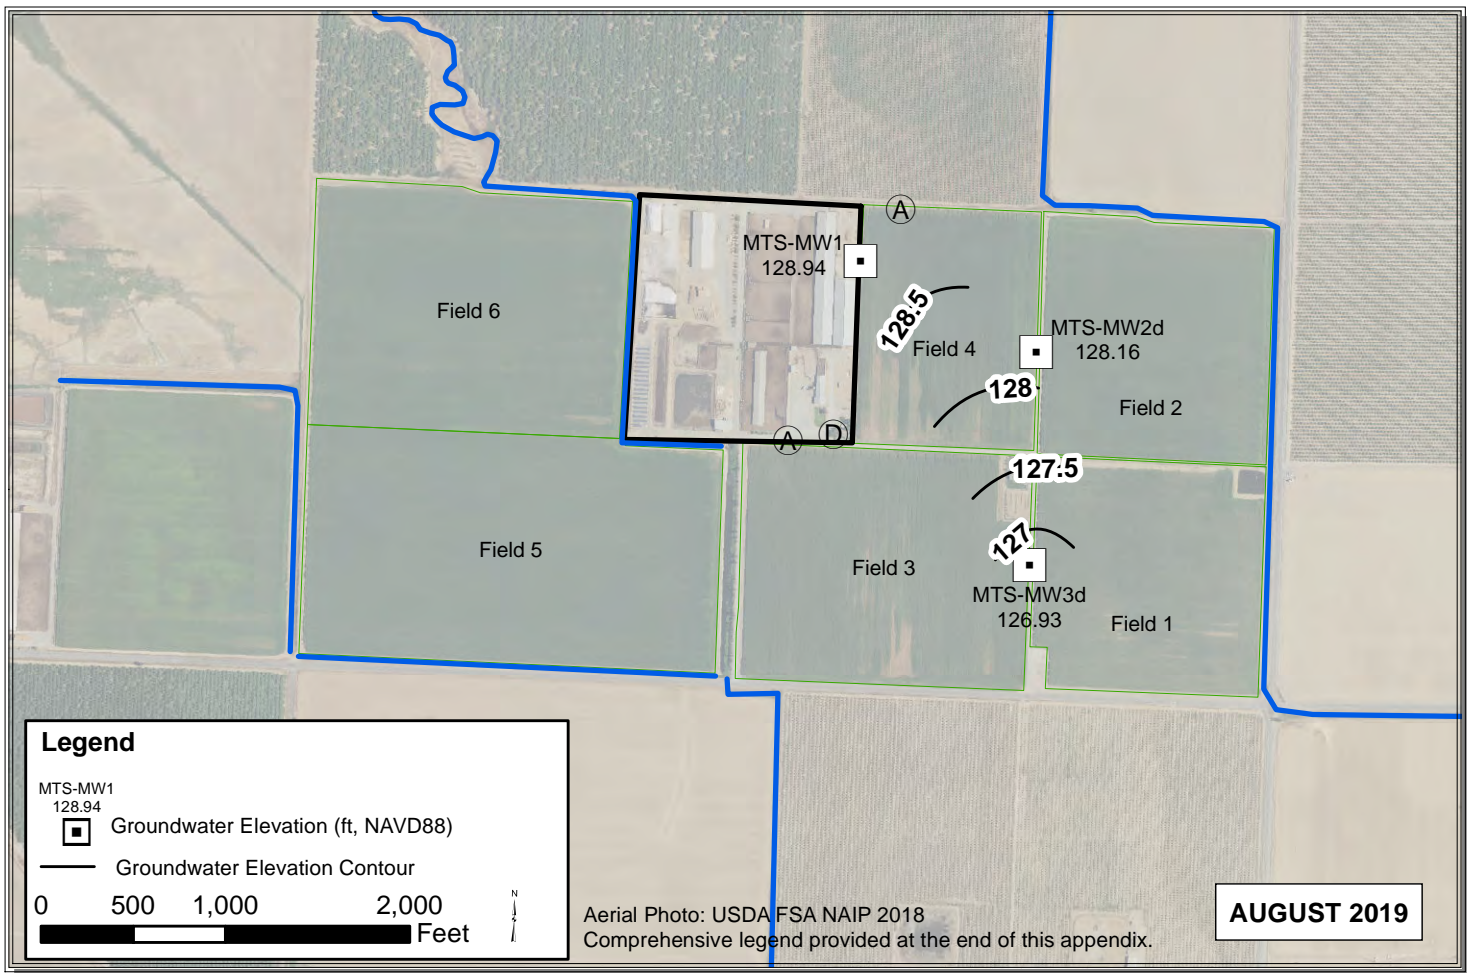 A
MTS-MW1
128.94
128.5
Field 6
MTS-MW2d
128.16
Field 4
128
Field 2
A
D
127.5
127
Field 5
Field 3
MTS-MW3d
126.93
Field 1
Legend
MTS-MW1
128.94
Groundwater Elevation (ft, NAVD88)
Groundwater Elevation Contour
0 500 1,000 2,000
Feet
N
Aerial Photo: USDA FSA NAIP 2018
Comprehensive legend provided at the end of this appendix.
AUGUST 2019